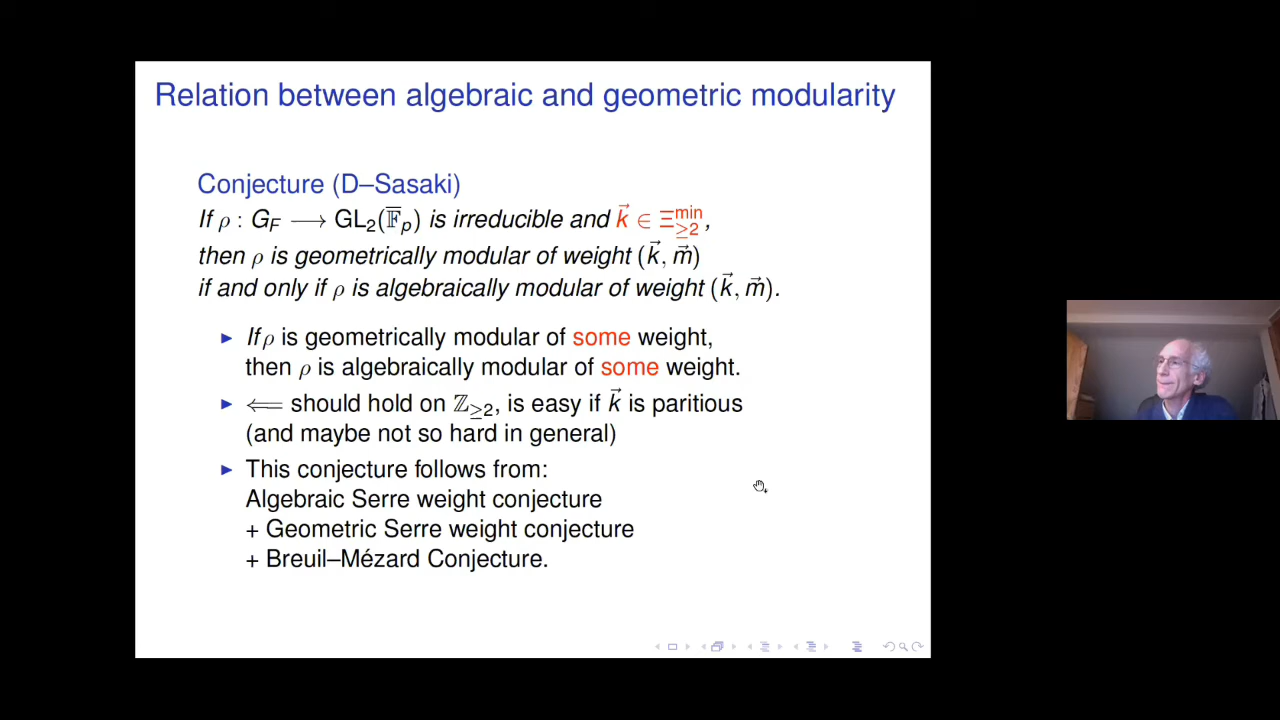 Relation between algebraic and geometric modularity
Conjecture (D–Sasaki)
If ρ : G_F ⟶ GL₂(F̅_p) is irreducible and k⃗ ∈ Ξ^min_≥2,
then ρ is geometrically modular of weight (k⃗, m⃗)
if and only if ρ is algebraically modular of weight (k⃗, m⃗).
▶ If ρ is geometrically modular of some weight,
then ρ is algebraically modular of some weight.
▶ ⟸ should hold on ℤ_≥2, is easy if k⃗ is paritious
(and maybe not so hard in general)
▶ This conjecture follows from:
Algebraic Serre weight conjecture
+ Geometric Serre weight conjecture
+ Breuil–Mézard Conjecture.